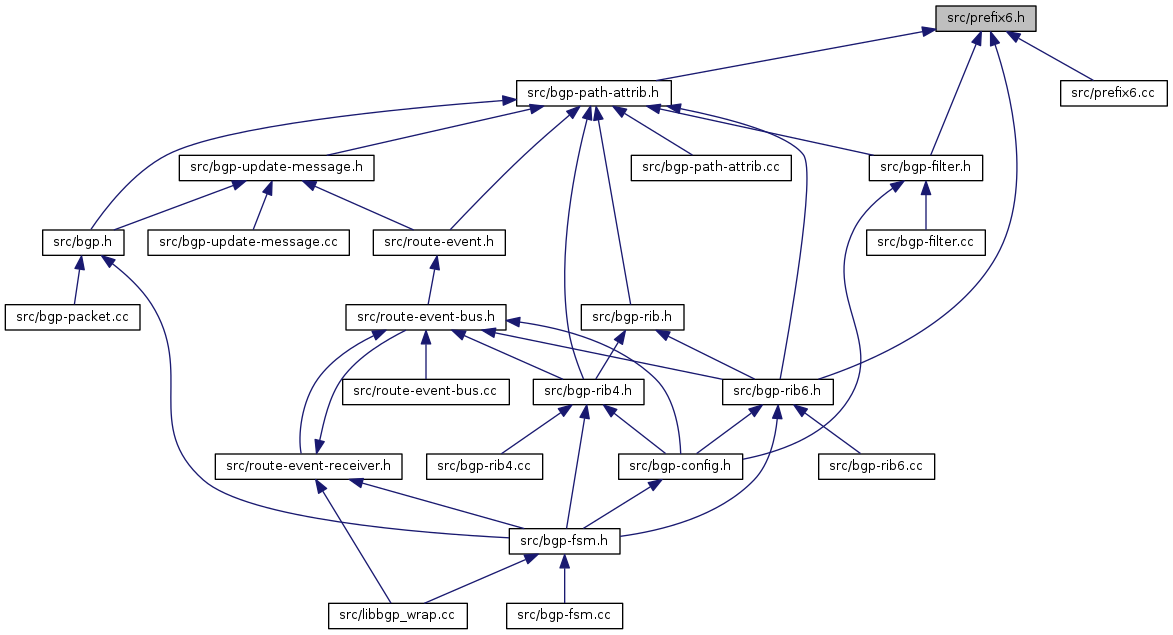 src/prefix6.h
src/bgp-path-attrib.h
src/prefix6.cc
src/bgp-update-message.h
src/bgp-path-attrib.cc
src/bgp-filter.h
src/bgp.h
src/bgp-update-message.cc
src/route-event.h
src/bgp-filter.cc
src/bgp-packet.cc
src/route-event-bus.h
src/bgp-rib.h
src/route-event-bus.cc
src/bgp-rib4.h
src/bgp-rib6.h
src/route-event-receiver.h
src/bgp-rib4.cc
src/bgp-config.h
src/bgp-rib6.cc
src/bgp-fsm.h
src/libbgp_wrap.cc
src/bgp-fsm.cc